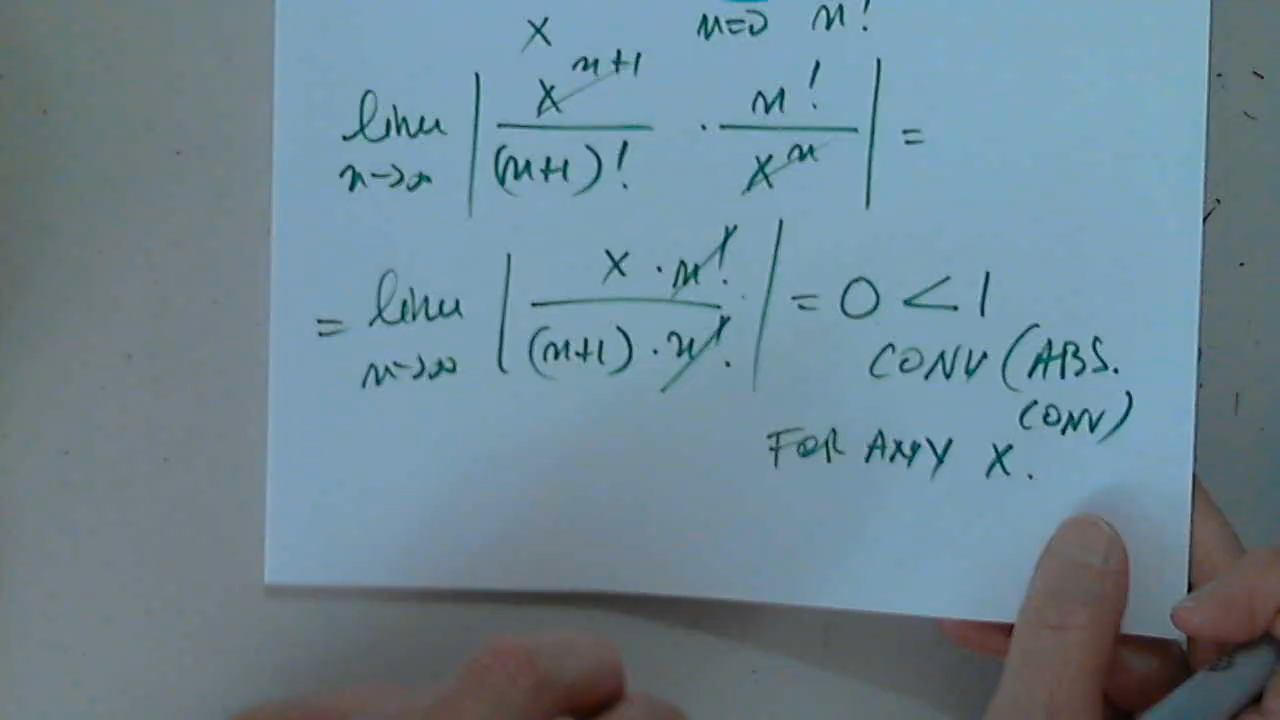 x n=0 n!
lim n→∞ | x^{n+1} / (n+1)! · n! / x^n | =
= lim n→∞ | x · n! / (n+1) · n! | = 0 < 1
CONV (ABS.
CONV)
FOR ANY X.